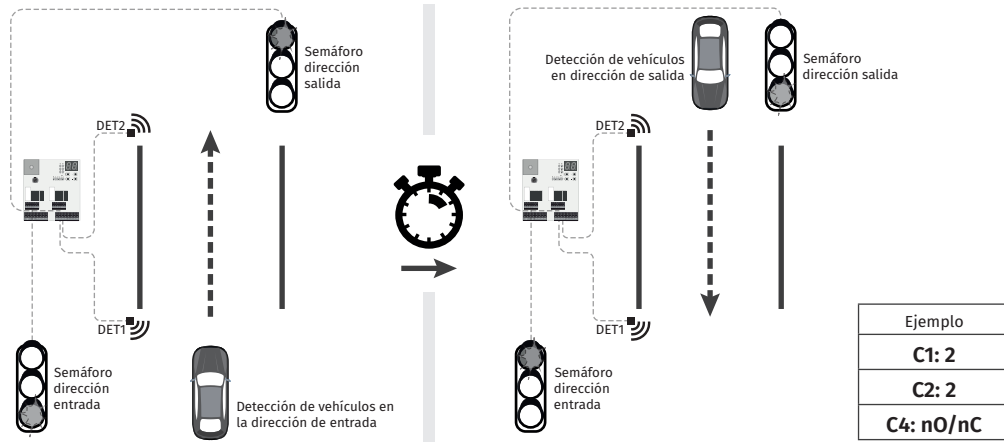 Semáforo
dirección
salida
DET2
DET1
Semáforo
dirección
entrada
Detección de vehículos en
la dirección de entrada
Detección de vehículos
en dirección de salida
Semáforo
dirección salida
DET2
DET1
Semáforo
dirección
entrada
Ejemplo
C1: 2
C2: 2
C4: nO/nC